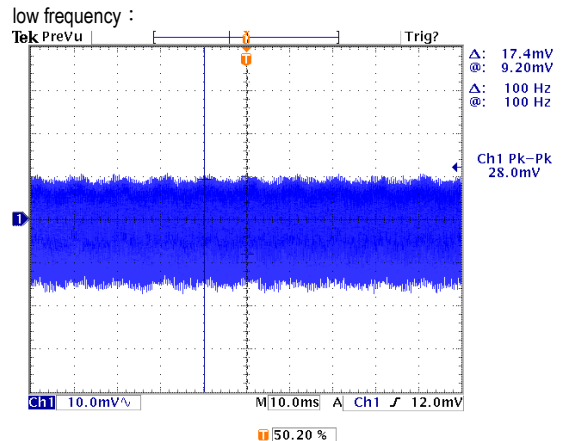 low frequency：
Tek PreVu Trig?
T
Δ: 17.4mV
@: 9.20mV
Δ: 100 Hz
@: 100 Hz
Ch1 Pk−Pk
28.0mV
1
Ch1 10.0mV∿ M 10.0ms A Ch1 ∫ 12.0mV
T 50.20 %